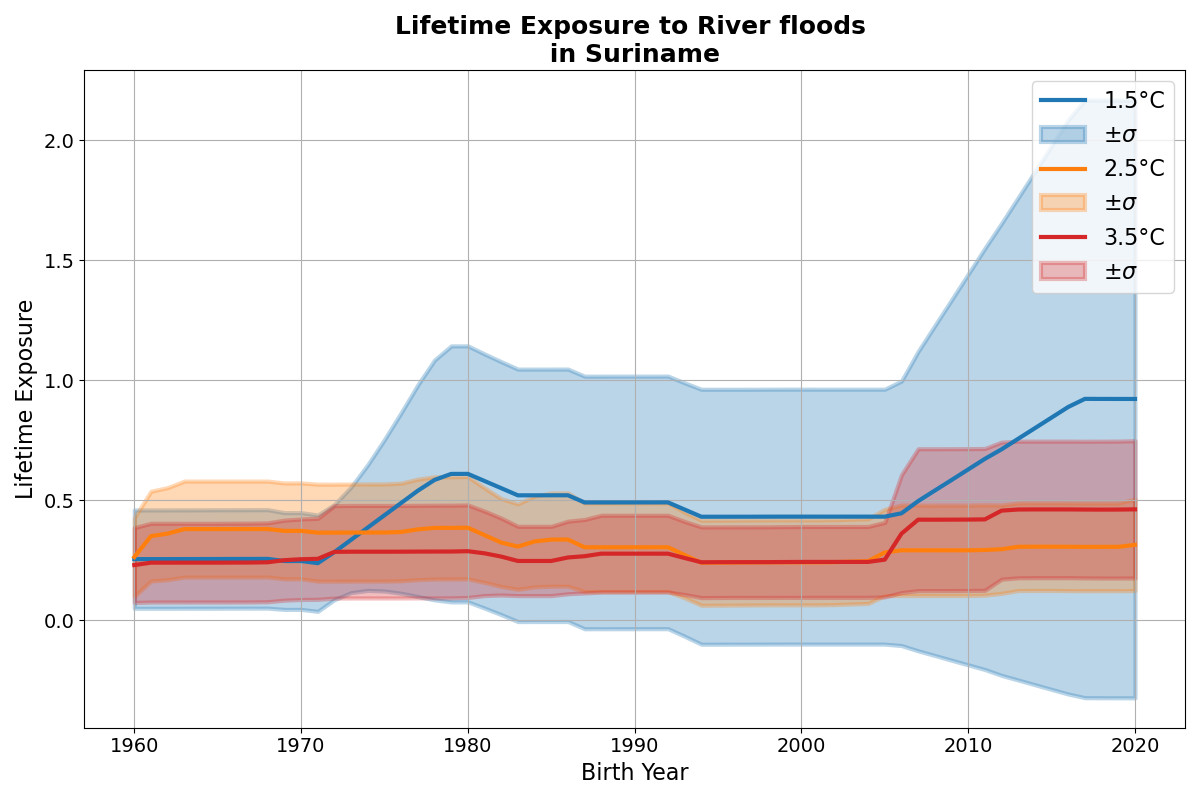 Lifetime Exposure to River floods
in Suriname
1.5°C
±σ
2.5°C
±σ
3.5°C
±σ
Lifetime Exposure
2.0
1.5
1.0
0.5
0.0
1960 1970 1980 1990 2000 2010 2020
Birth Year